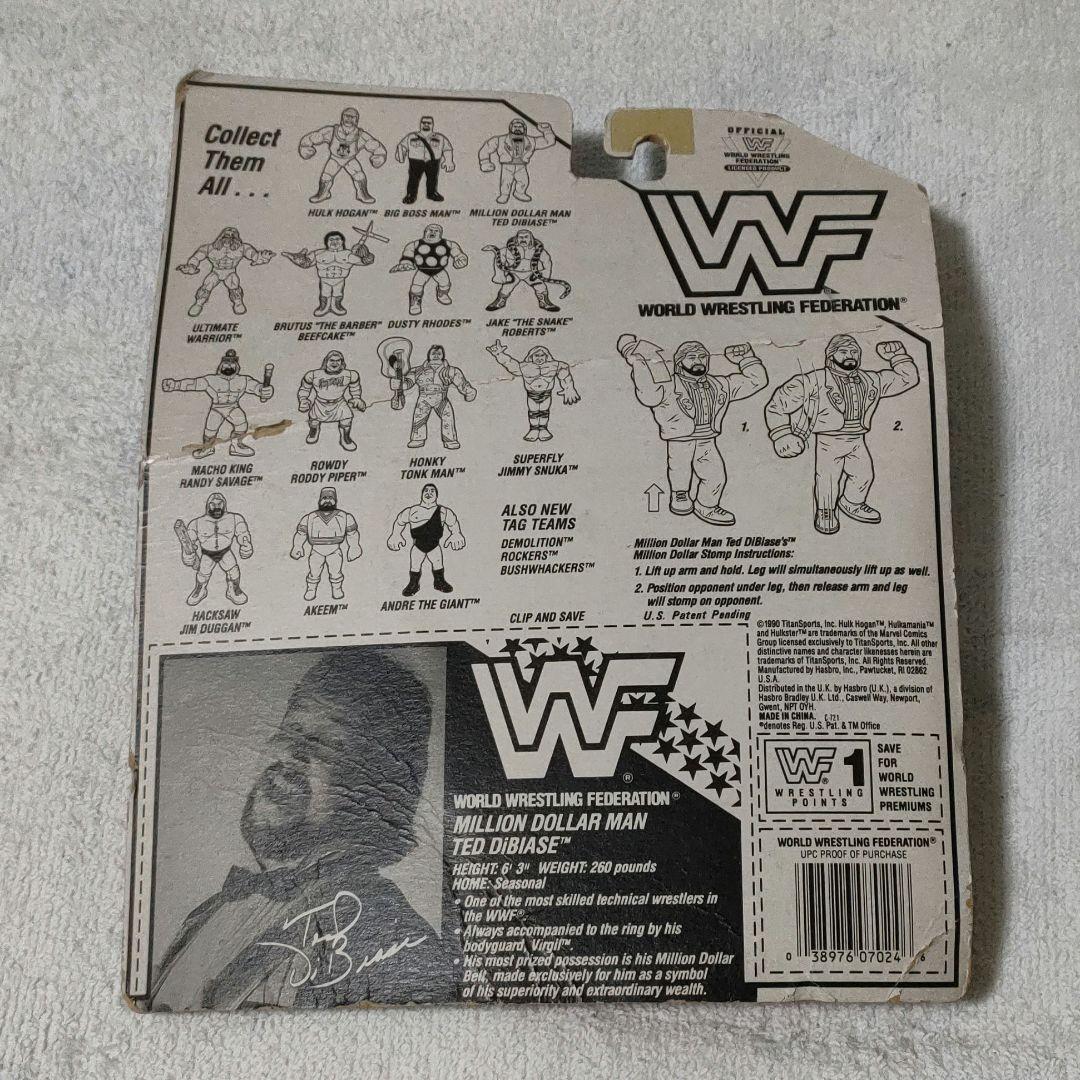 Collect
Them
All . . .
HULK HOGAN™
BIG BOSS MAN™
MILLION DOLLAR MAN
TED DIBIASE™
ULTIMATE
WARRIOR™
BRUTUS "THE BARBER"
BEEFCAKE™
DUSTY RHODES™
JAKE "THE SNAKE"
ROBERTS™
MACHO KING
RANDY SAVAGE™
ROWDY
RODDY PIPER™
HONKY
TONK MAN™
SUPERFLY
JIMMY SNUKA™
HACKSAW
JIM DUGGAN™
AKEEM™
ANDRE THE GIANT™
ALSO NEW
TAG TEAMS
DEMOLITION™
ROCKERS™
BUSHWHACKERS™
CLIP AND SAVE
OFFICIAL
WF
WORLD WRESTLING
FEDERATION
LICENSED PRODUCT
WF
WORLD WRESTLING FEDERATION®
1.
2.
Million Dollar Man Ted DiBiase's™
Million Dollar Stomp Instructions:
1. Lift up arm and hold. Leg will simultaneously lift up as well.
2. Position opponent under leg, then release arm and leg
will stomp on opponent.
U.S. Patent Pending
©1990 TitanSports, Inc. Hulk Hogan™, Hulkamania™
and Hulkster™ are trademarks of the Marvel Comics
Group licensed exclusively to TitanSports, Inc. All other
distinctive names and character likenesses herein are
trademarks of TitanSports, Inc. All Rights Reserved.
Manufactured by Hasbro, Inc., Pawtucket, RI 02862
U.S.A.
Distributed in the U.K. by Hasbro (U.K.), a division of
Hasbro Bradley U.K. Ltd., Caswell Way, Newport,
Gwent, NPT OYH.
MADE IN CHINA. C-721
®denotes Reg. U.S. Pat. & TM Office
WF®
WORLD WRESTLING FEDERATION®
MILLION DOLLAR MAN
TED DiBIASE™
HEIGHT: 6' 3" WEIGHT: 260 pounds
HOME: Seasonal
• One of the most skilled technical wrestlers in
the WWF®.
• Always accompanied to the ring by his
bodyguard, Virgil™.
• His most prized possession is his Million Dollar
Belt, made exclusively for him as a symbol
of his superiority and extraordinary wealth.
Ted DiBiase
WF® 1
WRESTLING
POINTS
SAVE
FOR
WORLD
WRESTLING
PREMIUMS
WORLD WRESTLING FEDERATION®
UPC PROOF OF PURCHASE
0 38976 07024 6